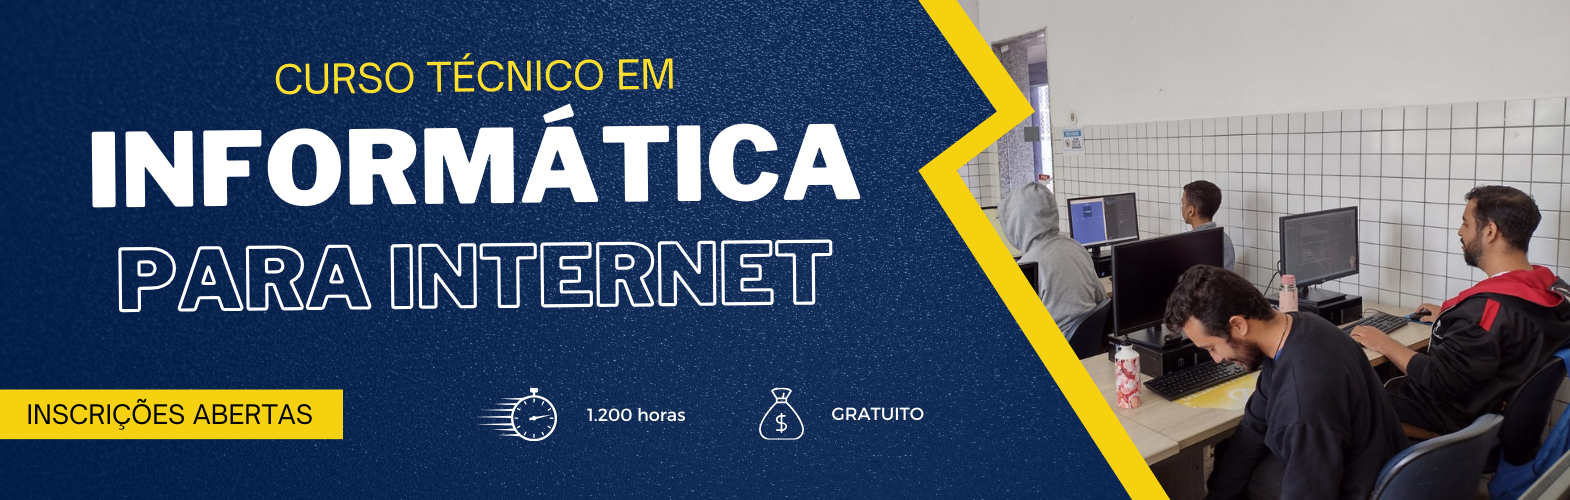 CURSO TÉCNICO EM
INFORMÁTICA
PARA INTERNET
INSCRIÇÕES ABERTAS
1.200 horas
$
GRATUITO